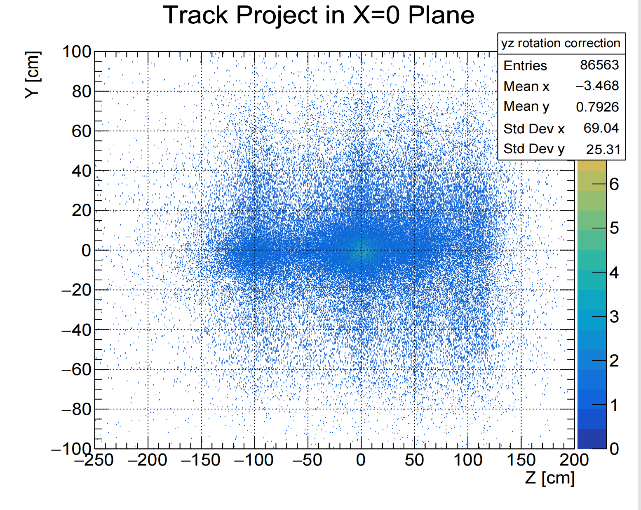 Track Project in X=0 Plane
yz rotation correction
Entries 86563
Mean x −3.468
Mean y 0.7926
Std Dev x 69.04
Std Dev y 25.31
Y [cm]
100
80
60
40
20
0
−20
−40
−60
−80
−100
6
5
4
3
2
1
0
−250 −200 −150 −100 −50 0 50 100 150 200
Z [cm]